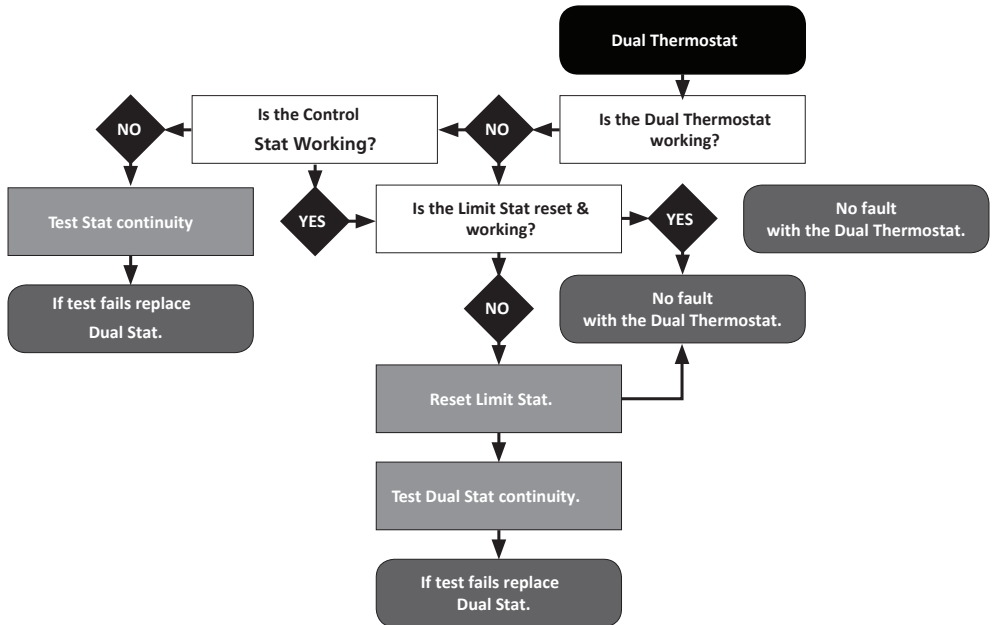 Dual Thermostat
Is the Dual Thermostat
working?
NO
Is the Control
Stat Working?
NO
Test Stat continuity
If test fails replace
Dual Stat.
YES
Is the Limit Stat reset &
working?
YES
No fault
with the Dual Thermostat.
No fault
with the Dual Thermostat.
NO
Reset Limit Stat.
Test Dual Stat continuity.
If test fails replace
Dual Stat.